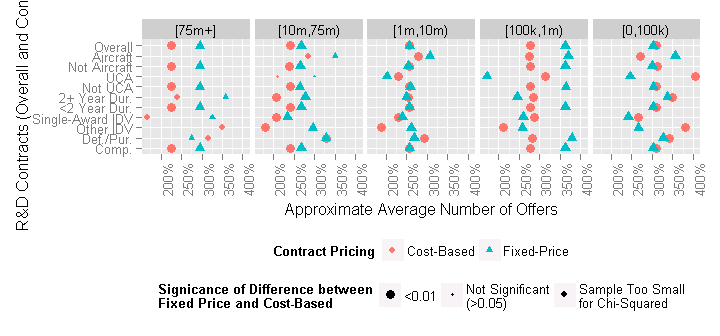 [75m+] [10m,75m) [1m,10m) [100k,1m) [0,100k)
R&D Contracts (Overall and Con
Overall
Aircraft
Not Aircraft
UCA
Not UCA
2+ Year Dur.
<2 Year Dur.
Single-Award IDV
Other IDV
Def./Pur.
Comp.
200% 250% 300% 350% 400% 200% 250% 300% 350% 400% 200% 250% 300% 350% 400% 200% 250% 300% 350% 400% 200% 250% 300% 350% 400%
Approximate Average Number of Offers
Contract Pricing Cost-Based Fixed-Price
Signicance of Difference between
Fixed Price and Cost-Based
<0.01
Not Significant
(>0.05)
Sample Too Small
for Chi-Squared